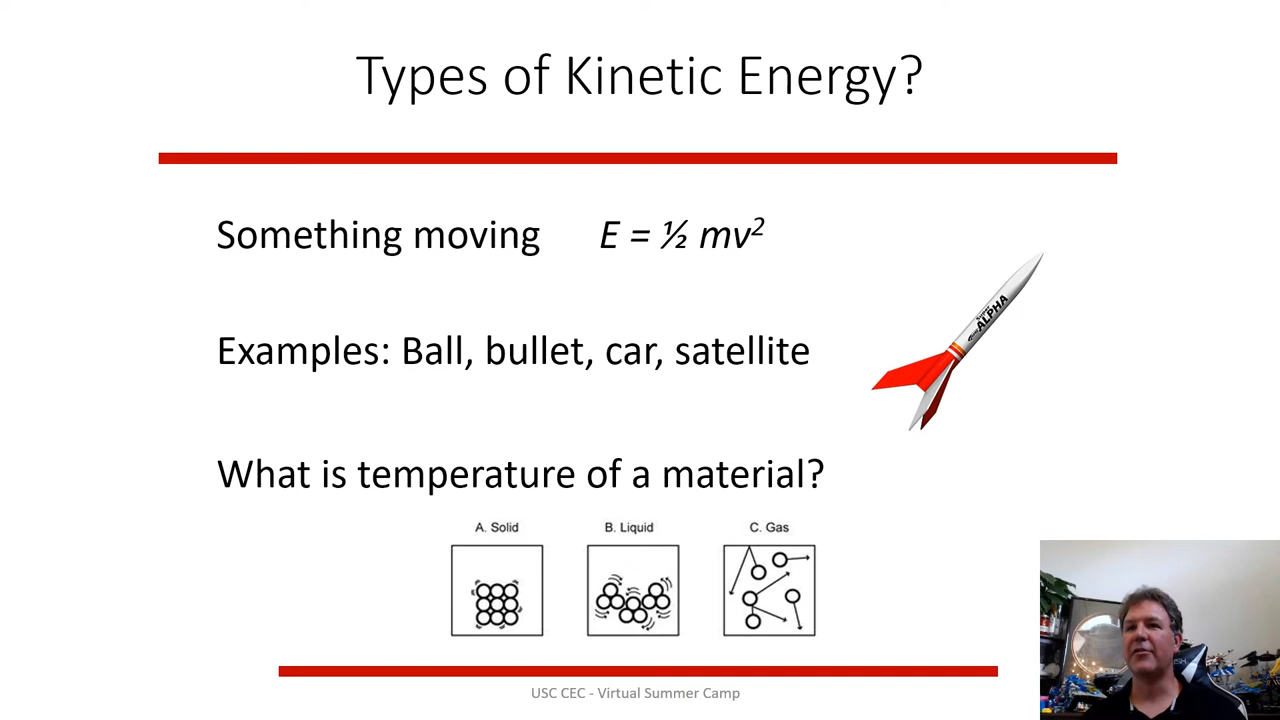 Types of Kinetic Energy?
Something moving E = ½ mv²
Examples: Ball, bullet, car, satellite
ALPHA
What is temperature of a material?
A. Solid B. Liquid C. Gas
USC CEC - Virtual Summer Camp